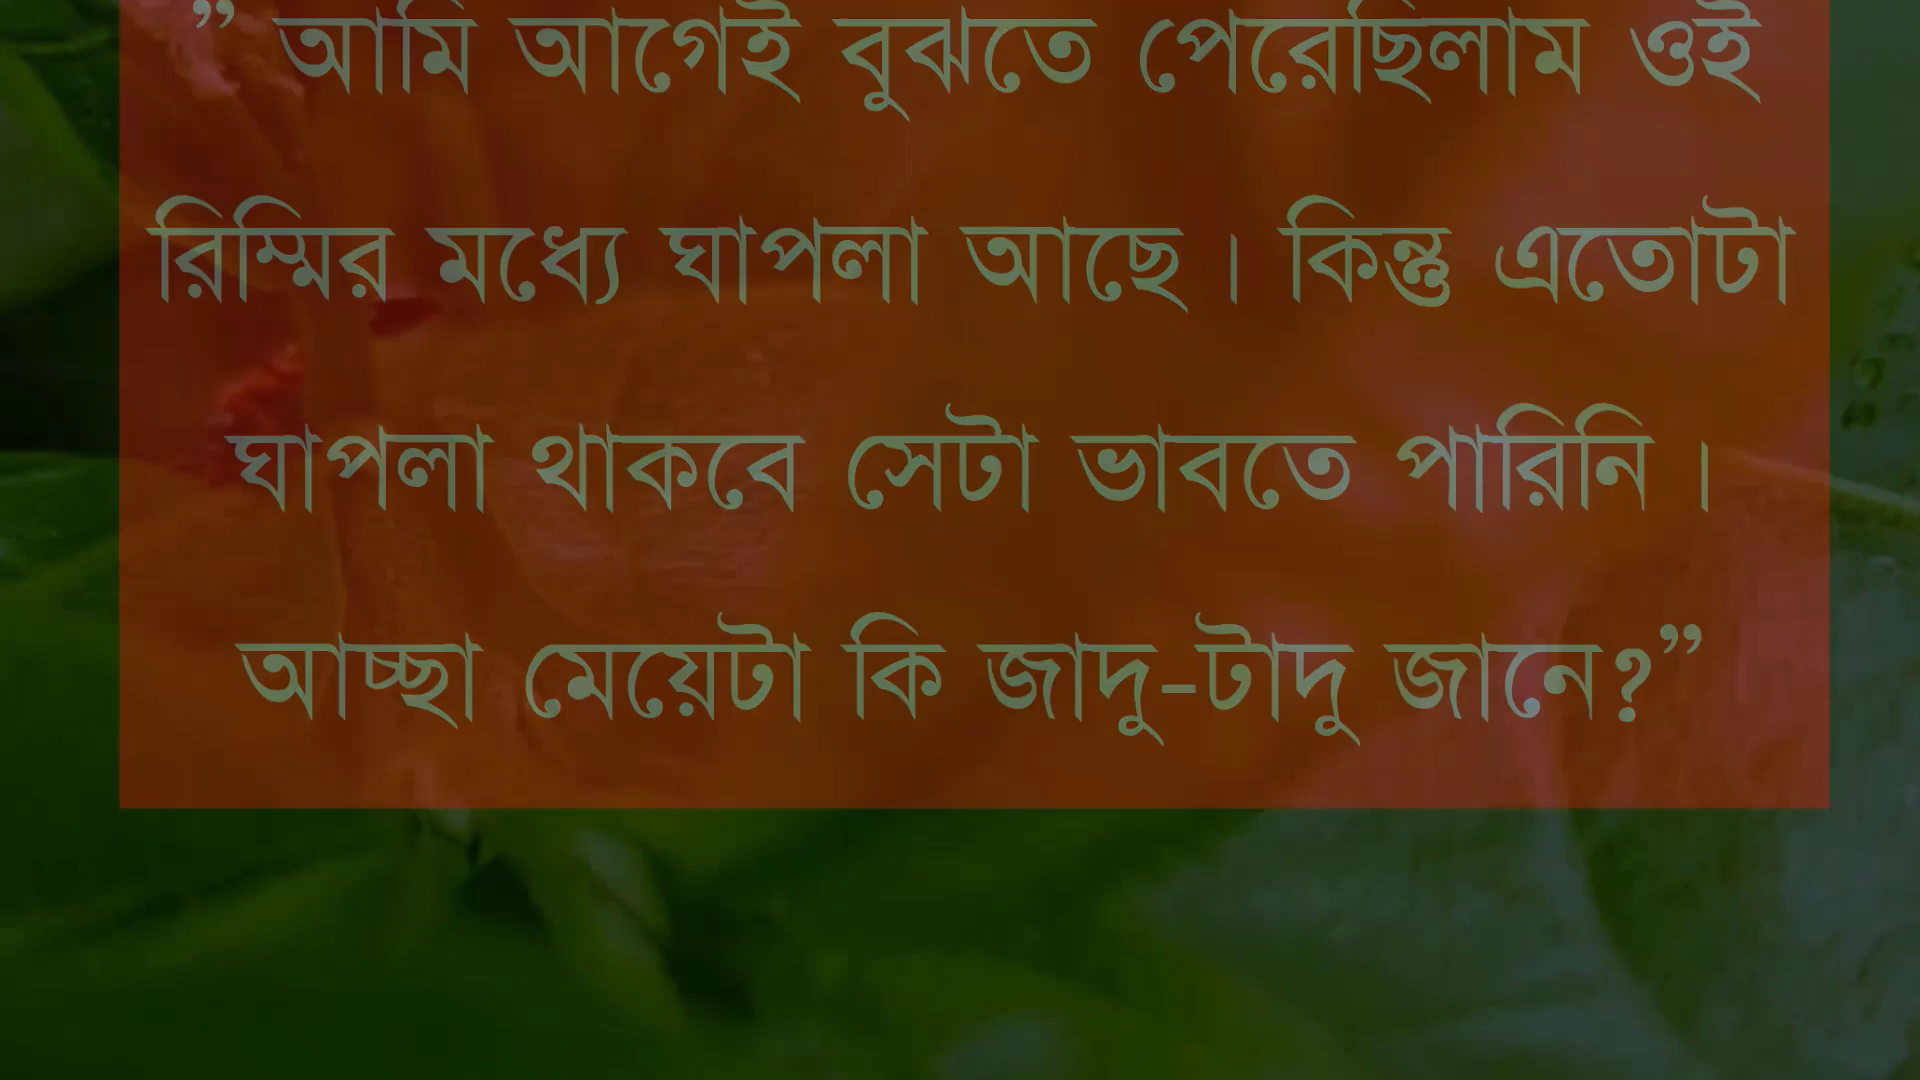 ” আমি আগেই বুঝতে পেরেছিলাম ওই
রিম্মির মধ্যে ঘাপলা আছে । কিন্তু এতোটা
ঘাপলা থাকবে সেটা ভাবতে পারিনি ।
আচ্ছা মেয়েটা কি জাদু-টাদু জানে?”